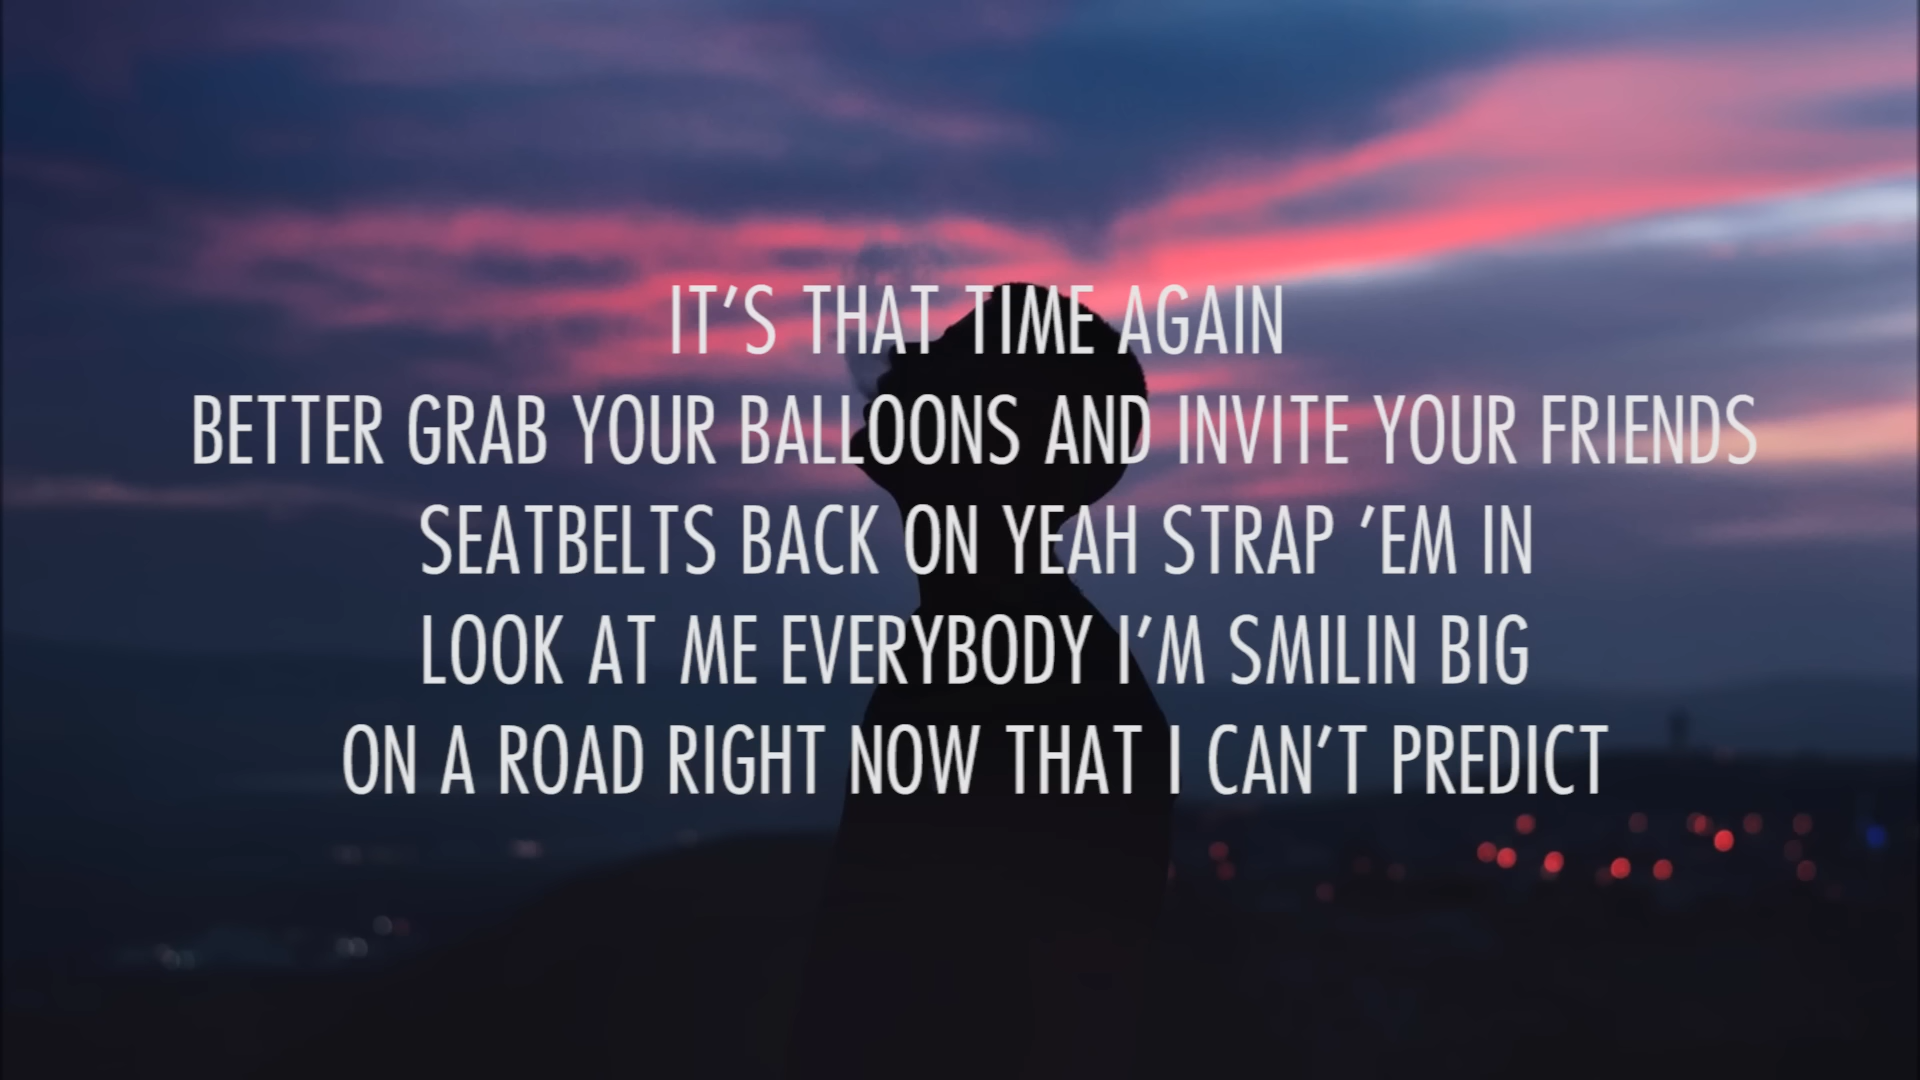 IT'S THAT TIME AGAIN
BETTER GRAB YOUR BALLOONS AND INVITE YOUR FRIENDS
SEATBELTS BACK ON YEAH STRAP 'EM IN
LOOK AT ME EVERYBODY I'M SMILIN BIG
ON A ROAD RIGHT NOW THAT I CAN'T PREDICT